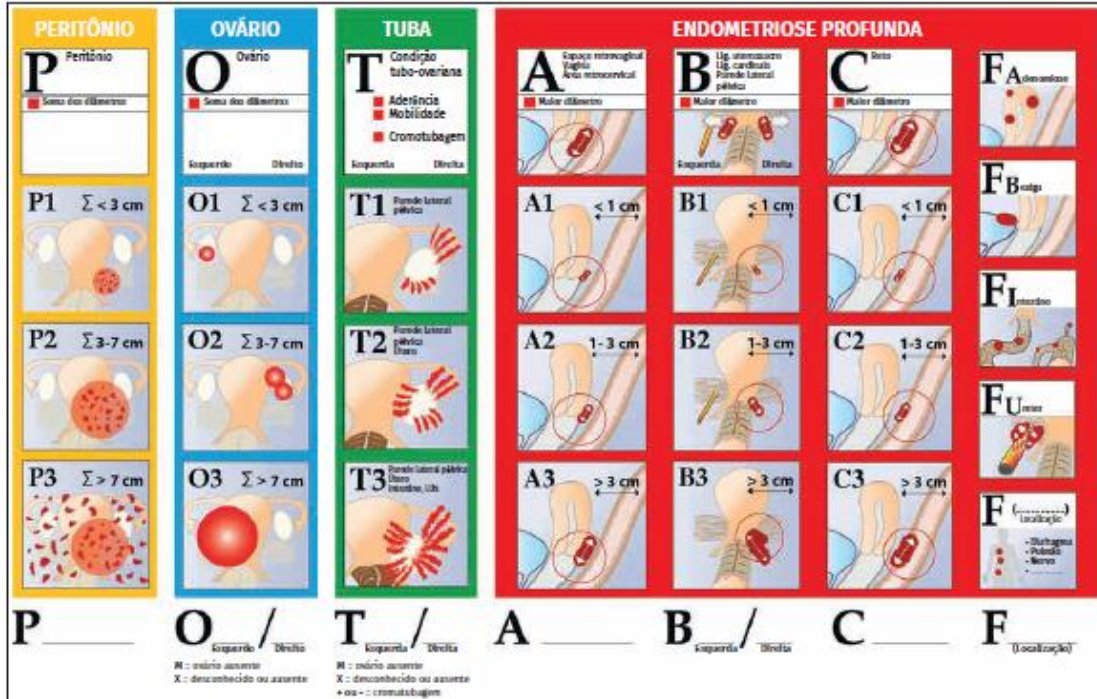 PERITÔNIO
P Peritônio
Soma dos diâmetros
P1 Σ < 3 cm
P2 Σ 3-7 cm
P3 Σ > 7 cm
P
OVÁRIO
O Ovário
Soma dos diâmetros
Esquerdo Direito
O1 Σ < 3 cm
O2 Σ 3-7 cm
O3 Σ > 7 cm
O /
Esquerdo Direito
M : ovário ausente
X : desconhecido ou ausente
TUBA
T Condição
tubo-ovariana
Aderência
Mobilidade
Cromotubagem
Esquerda Direita
T1 Parede lateral
pélvica
T2 Parede lateral
pélvica
Útero
T3 Parede lateral pélvica
Útero
Intestino, LUS
T /
Esquerda Direita
M : ovário ausente
X : desconhecido ou ausente
+ ou - : cromatubagem
ENDOMETRIOSE PROFUNDA
A Espaço retrovaginal
Vagina
Área retrocervical
Maior diâmetro
A1 < 1 cm
A2 1-3 cm
A3 > 3 cm
A
B Lig. uterossacro
Lig. cardinais
Parede lateral
pélvica
Maior diâmetro
Esquerda Direita
B1 < 1 cm
B2 1-3 cm
B3 > 3 cm
B /
Esquerda Direita
C Reto
Maior diâmetro
C1 < 1 cm
C2 1-3 cm
C3 > 3 cm
C
FAdenomiose
FBexiga
FIntestino
FUreter
F (............)
Localização
- Diafragma
- Pulmão
- Nervo
- ............
F
(Localização)